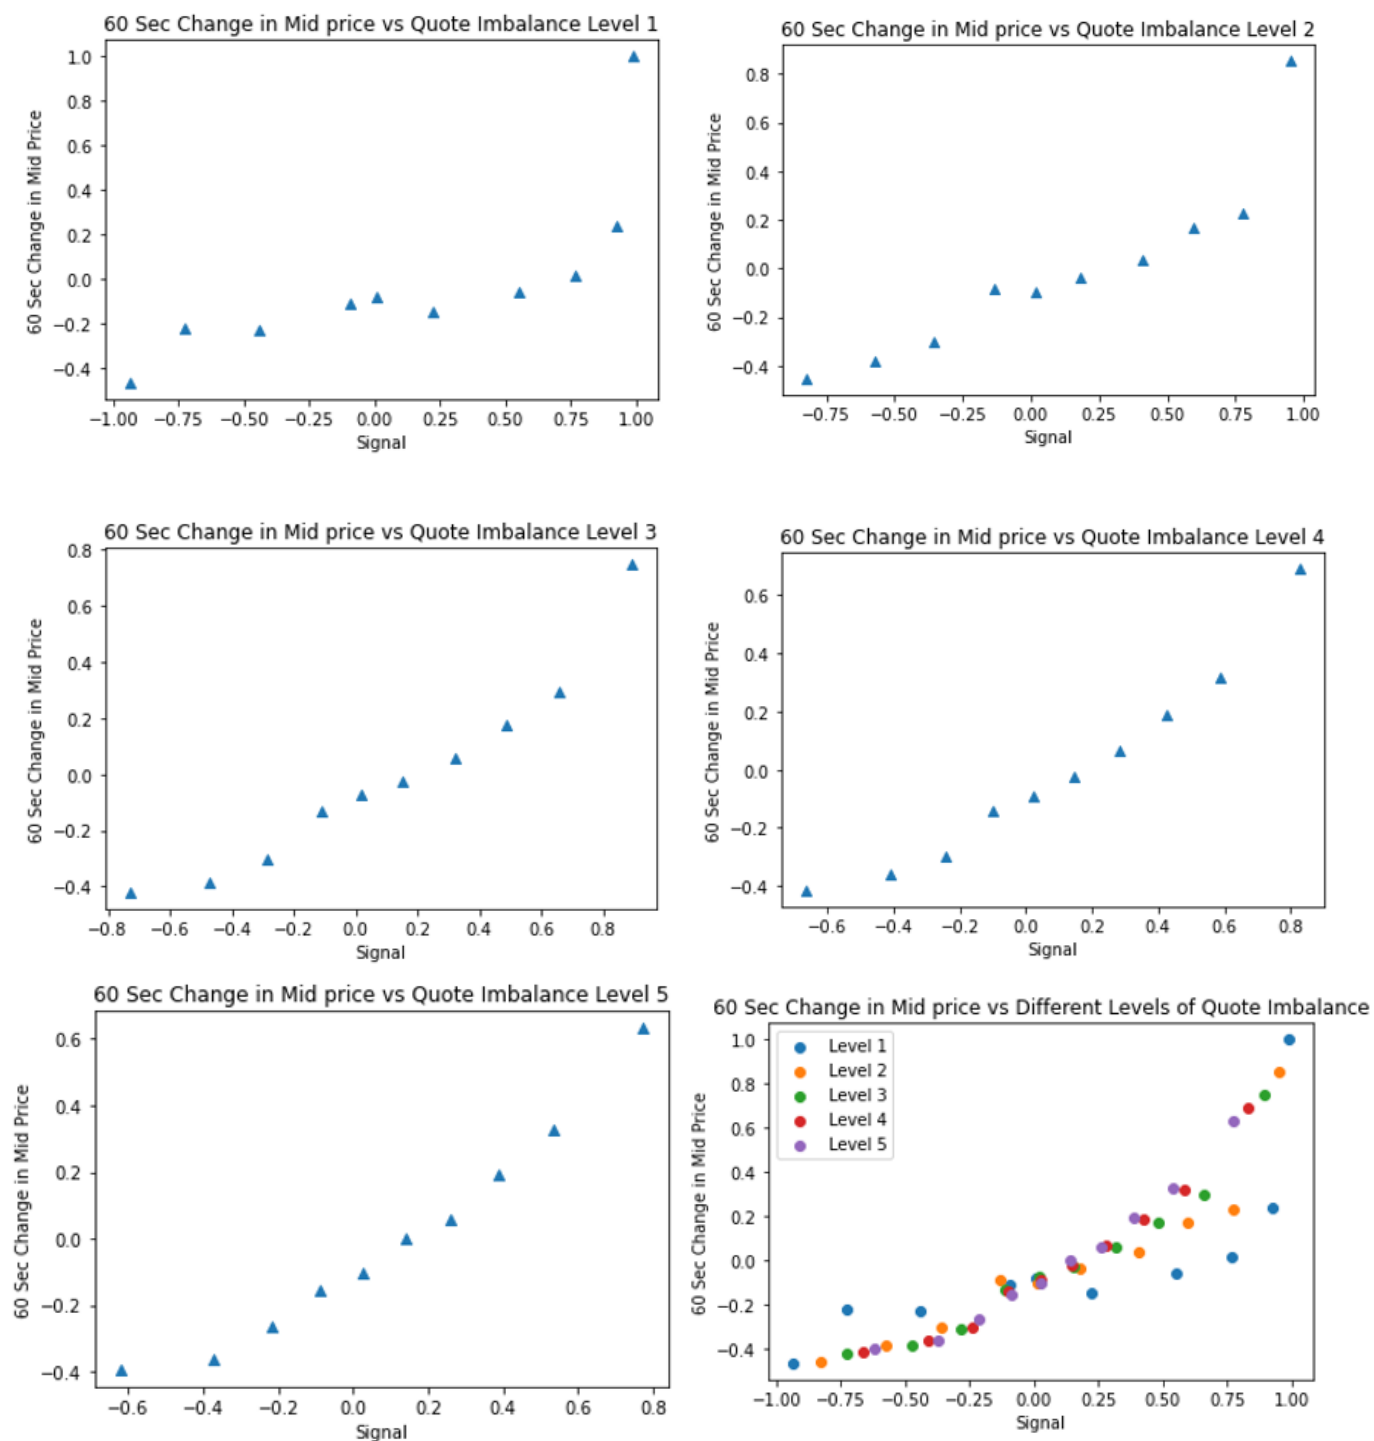 60 Sec Change in Mid price vs Quote Imbalance Level 1
60 Sec Change in Mid Price
1.0
0.8
0.6
0.4
0.2
0.0
−0.2
−0.4
−1.00 −0.75 −0.50 −0.25 0.00 0.25 0.50 0.75 1.00
Signal
60 Sec Change in Mid price vs Quote Imbalance Level 2
60 Sec Change in Mid Price
0.8
0.6
0.4
0.2
0.0
−0.2
−0.4
−0.75 −0.50 −0.25 0.00 0.25 0.50 0.75 1.00
Signal
60 Sec Change in Mid price vs Quote Imbalance Level 3
60 Sec Change in Mid Price
0.8
0.6
0.4
0.2
0.0
−0.2
−0.4
−0.8 −0.6 −0.4 −0.2 0.0 0.2 0.4 0.6 0.8
Signal
60 Sec Change in Mid price vs Quote Imbalance Level 4
60 Sec Change in Mid Price
0.6
0.4
0.2
0.0
−0.2
−0.4
−0.6 −0.4 −0.2 0.0 0.2 0.4 0.6 0.8
Signal
60 Sec Change in Mid price vs Quote Imbalance Level 5
60 Sec Change in Mid Price
0.6
0.4
0.2
0.0
−0.2
−0.4
−0.6 −0.4 −0.2 0.0 0.2 0.4 0.6 0.8
Signal
60 Sec Change in Mid price vs Different Levels of Quote Imbalance
60 Sec Change in Mid Price
1.0
0.8
0.6
0.4
0.2
0.0
−0.2
−0.4
Level 1
Level 2
Level 3
Level 4
Level 5
−1.00 −0.75 −0.50 −0.25 0.00 0.25 0.50 0.75 1.00
Signal